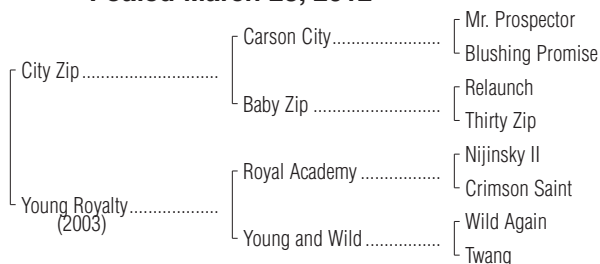 Foaled March 2012
Mr. Prospector
Carson City........................
Blushing Promise
City Zip..............................
Relaunch
Baby Zip ............................
Thirty Zip
Nijinsky II
Royal Academy ..................
Crimson Saint
Young Royalty....................
(2003)
Wild Again
Young and Wild .................
Twang